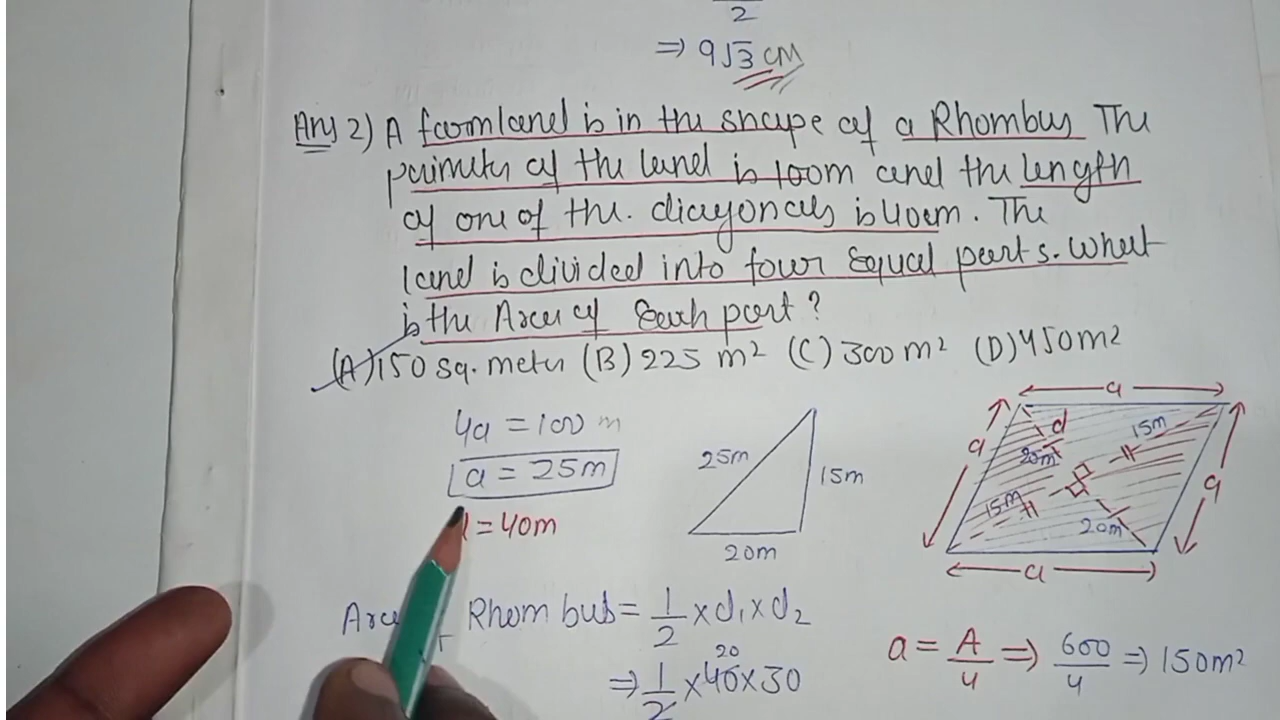 2
⇒ 9√3 CM
Ans 2) A farmland is in the shape of a Rhombus The
perimeter of the land is 100m and the length
of one of the diagonals is 40m. The
land is divided into four Equal parts. What
is the Area of Each part?
(A) 150 sq. meter (B) 225 m² (C) 300 m² (D) 450m²
4a = 100 m
a = 25m
= 40m
25m
15m
20m
a
a
d
20m
15m
15m
20m
a
a
Rhombus = 1/2 × d₁ × d₂
20
⇒ 1/2 × 40 × 30
a = A/4 ⇒ 600/4 ⇒ 150m²